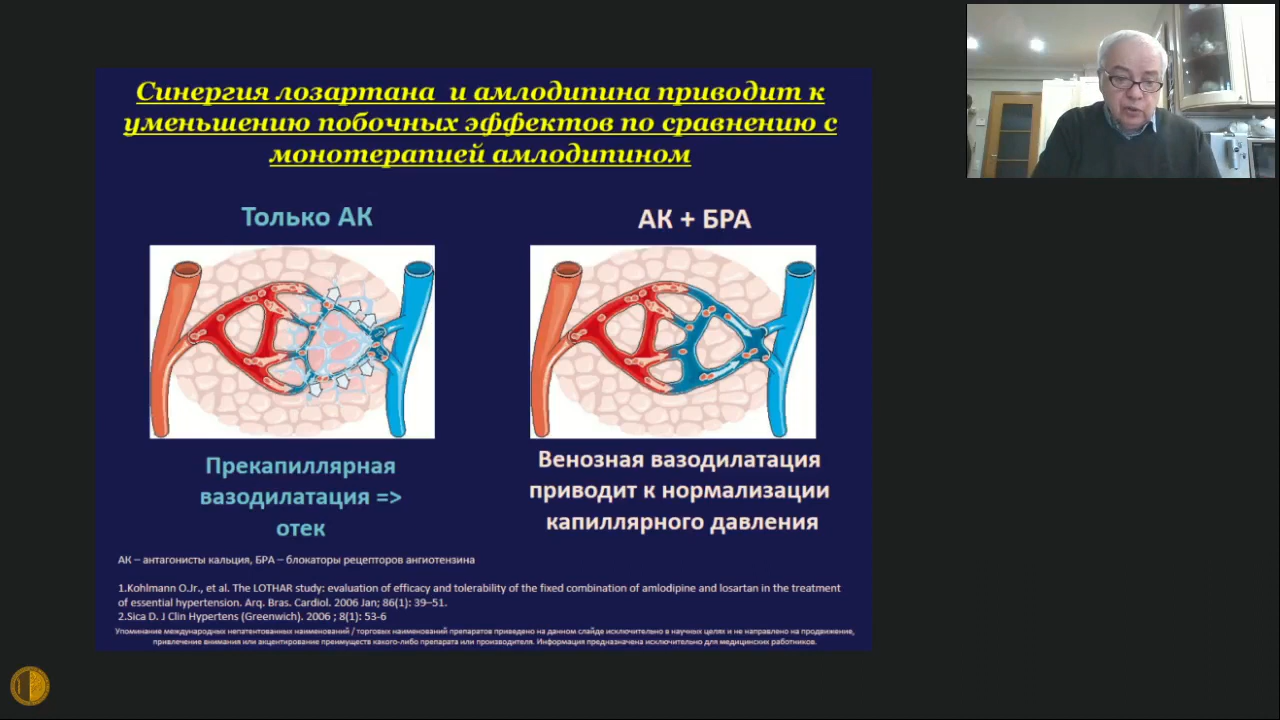 Синергия лозартана и амлодипина приводит к
уменьшению побочных эффектов по сравнению с
монотерапией амлодипином
Только АК
АК + БРА
Прекапиллярная
вазодилатация =>
отек
Венозная вазодилатация
приводит к нормализации
капиллярного давления
АК – антагонисты кальция, БРА – блокаторы рецепторов ангиотензина
1.Kohlmann O.Jr., et al. The LOTHAR study: evaluation of efficacy and tolerability of the fixed combination of amlodipine and losartan in the treatment
of essential hypertension. Arq. Bras. Cardiol. 2006 Jan; 86(1): 39–51.
2.Sica D. J Clin Hypertens (Greenwich). 2006 ; 8(1): 53-6
Упоминание международных непатентованных наименований / торговых наименований препаратов приведено на данном слайде исключительно в научных целях и не направлено на продвижение,
привлечение внимания или акцентирование преимуществ какого-либо препарата или производителя. Информация предназначена исключительно для медицинских работников.